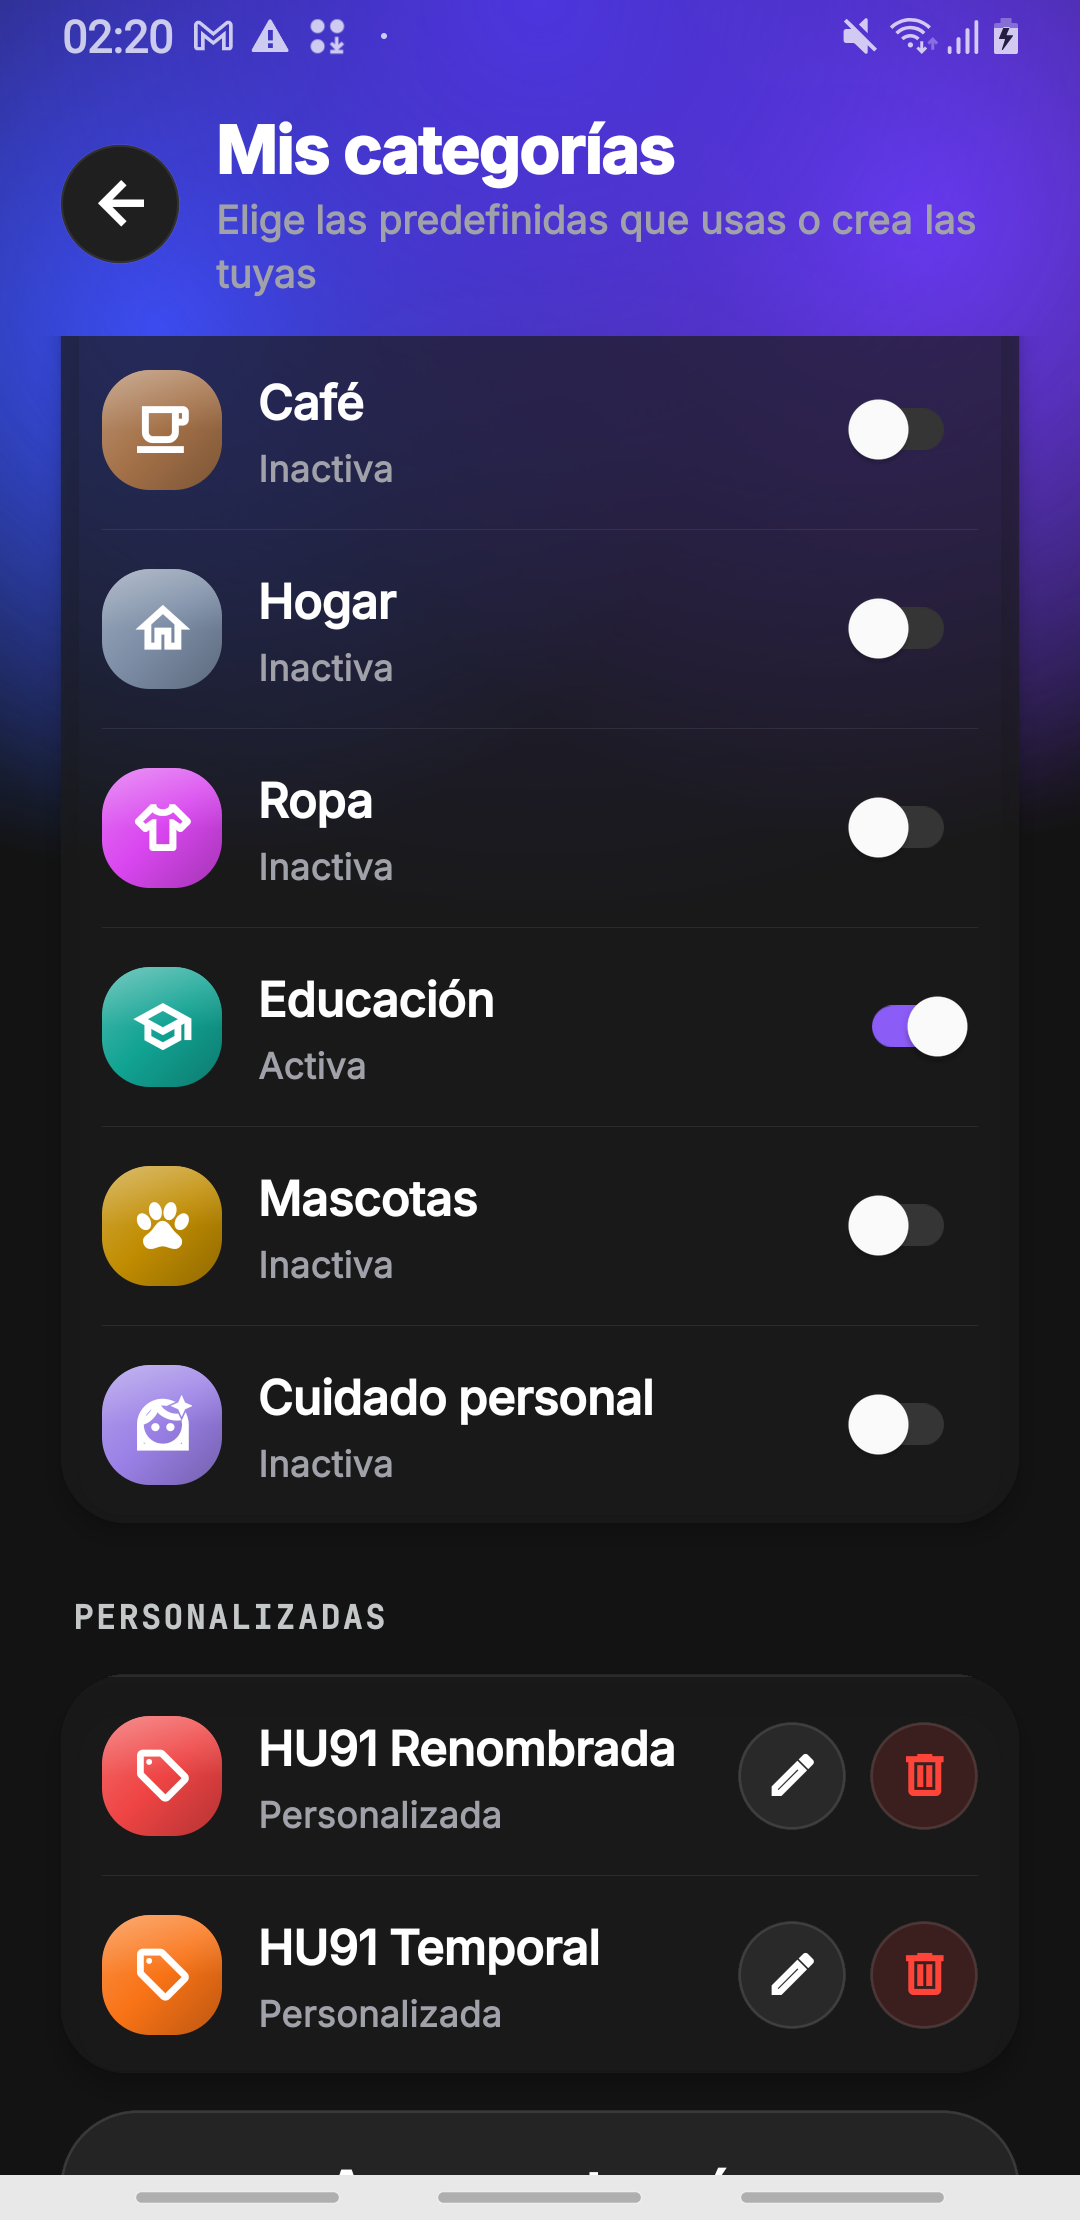 02:20
Mis categorías
Elige las predefinidas que usas o crea las
tuyas
Café
Inactiva
Hogar
Inactiva
Ropa
Inactiva
Educación
Activa
Mascotas
Inactiva
Cuidado personal
Inactiva
PERSONALIZADAS
HU91 Renombrada
Personalizada
HU91 Temporal
Personalizada